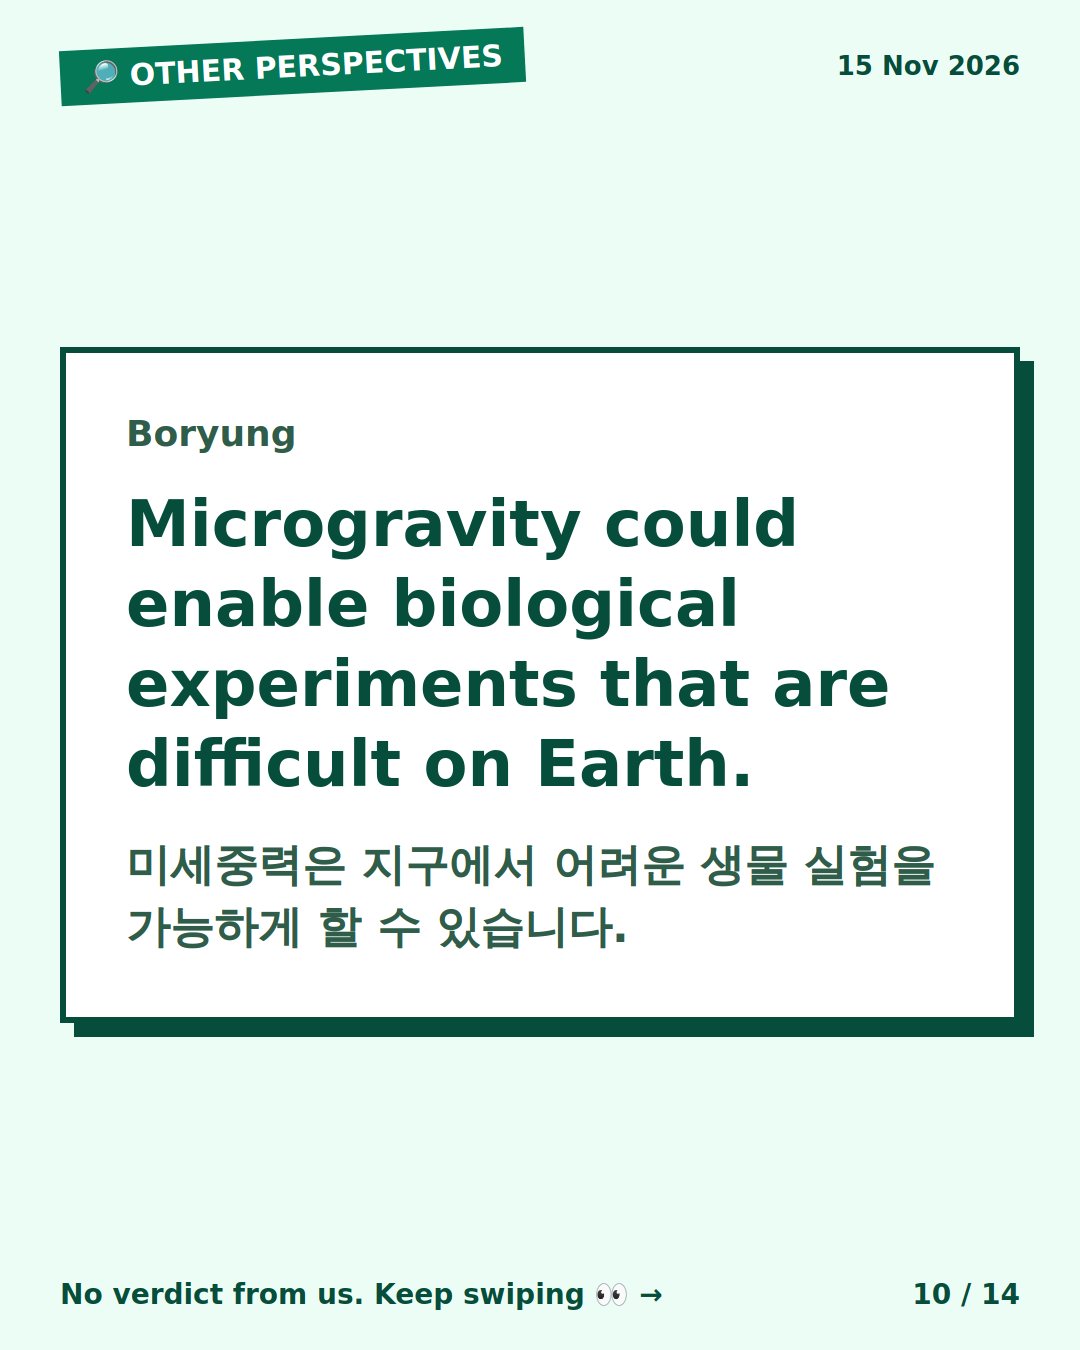 🔎 OTHER PERSPECTIVES
15 Nov 2026
Boryung
Microgravity could
enable biological
experiments that are
difficult on Earth.
미세중력은 지구에서 어려운 생물 실험을
가능하게 할 수 있습니다.
No verdict from us. Keep swiping 👀 →
10 / 14